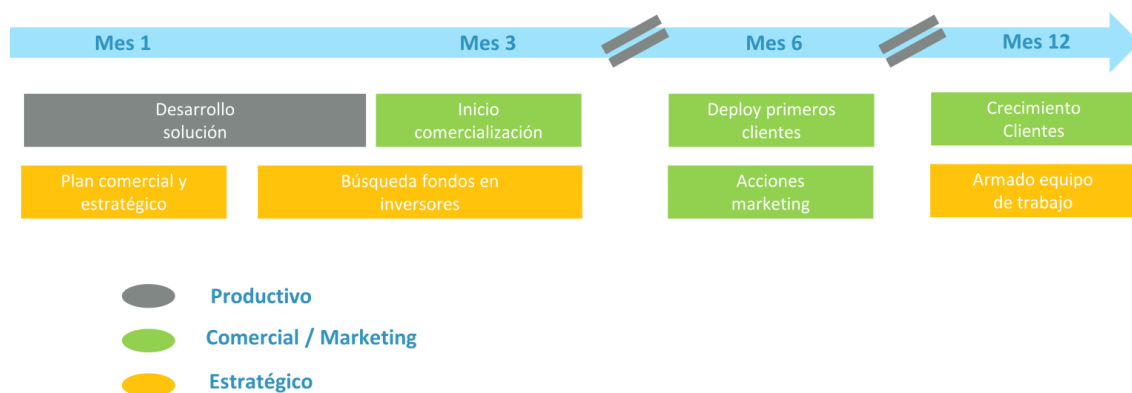 Mes 1
Mes 3
Mes 6
Mes 12
Desarrollo
solución
Inicio
comercialización
Deploy primeros
clientes
Crecimiento
Clientes
Plan comercial y
estratégico
Búsqueda fondos en
inversores
Acciones
marketing
Armado equipo
de trabajo
Productivo
Comercial / Marketing
Estratégico